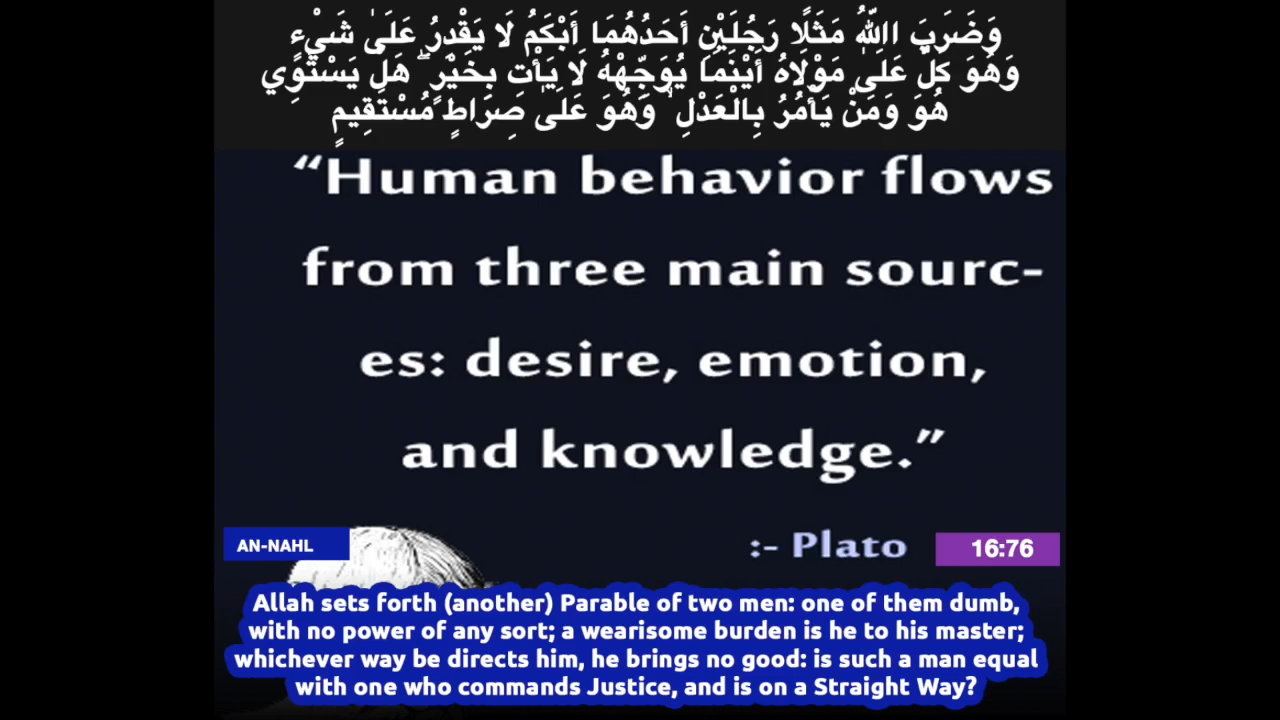 وَضَرَبَ اللَّهُ مَثَلًا رَجُلَيْنِ أَحَدُهُمَا أَبْكَمُ لَا يَقْدِرُ عَلَىٰ شَيْءٍ
وَهُوَ كَلٌّ عَلَىٰ مَوْلَاهُ أَيْنَمَا يُوَجِّهْهُ لَا يَأْتِ بِخَيْرٍ ۖ هَلْ يَسْتَوِي
هُوَ وَمَنْ يَأْمُرُ بِالْعَدْلِ ۙ وَهُوَ عَلَىٰ صِرَاطٍ مُسْتَقِيمٍ
“Human behavior flows
from three main sourc-
es: desire, emotion,
and knowledge.”
:- Plato
AN-NAHL
16:76
Allah sets forth (another) Parable of two men: one of them dumb,
with no power of any sort; a wearisome burden is he to his master;
whichever way be directs him, he brings no good: is such a man equal
with one who commands Justice, and is on a Straight Way?